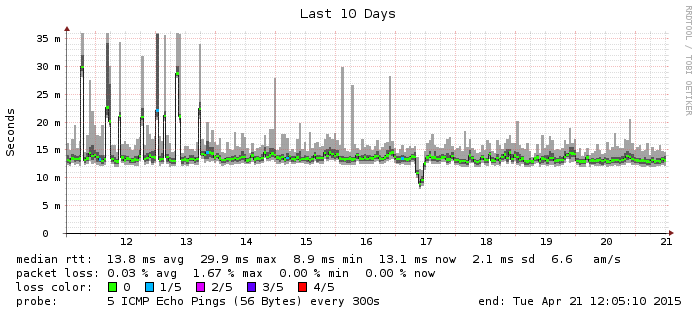 Last 10 Days
RRDTOOL / TOBI OETIKER
Seconds
35 m
30 m
25 m
20 m
15 m
10 m
5 m
0
12 13 14 15 16 17 18 19 20 21
median rtt: 13.8 ms avg 29.9 ms max 8.9 ms min 13.1 ms now 2.1 ms sd 6.6 am/s
packet loss: 0.03 % avg 1.67 % max 0.00 % min 0.00 % now
loss color: 0 1/5 2/5 3/5 4/5
probe: 5 ICMP Echo Pings (56 Bytes) every 300s end: Tue Apr 21 12:05:10 2015